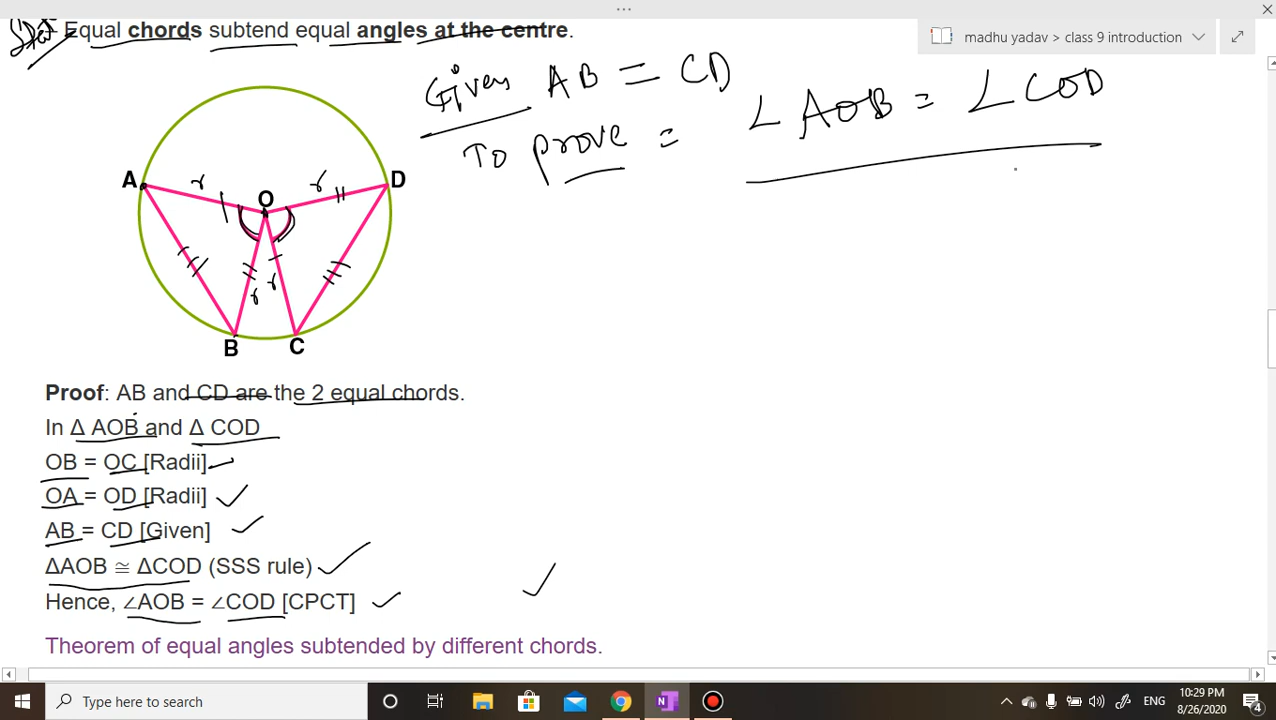 Equal chords subtend equal angles at the centre.
madhu yadav > class 9 introduction
Given AB = CD
To prove = ∠AOB = ∠COD
A r O r D
r r
B C
Proof: AB and CD are the 2 equal chords.
In Δ AOB and Δ COD
OB = OC [Radii]
OA = OD [Radii]
AB = CD [Given]
ΔAOB ≅ ΔCOD (SSS rule)
Hence, ∠AOB = ∠COD [CPCT]
Theorem of equal angles subtended by different chords.
Type here to search
ENG
10:29 PM
8/26/2020
4